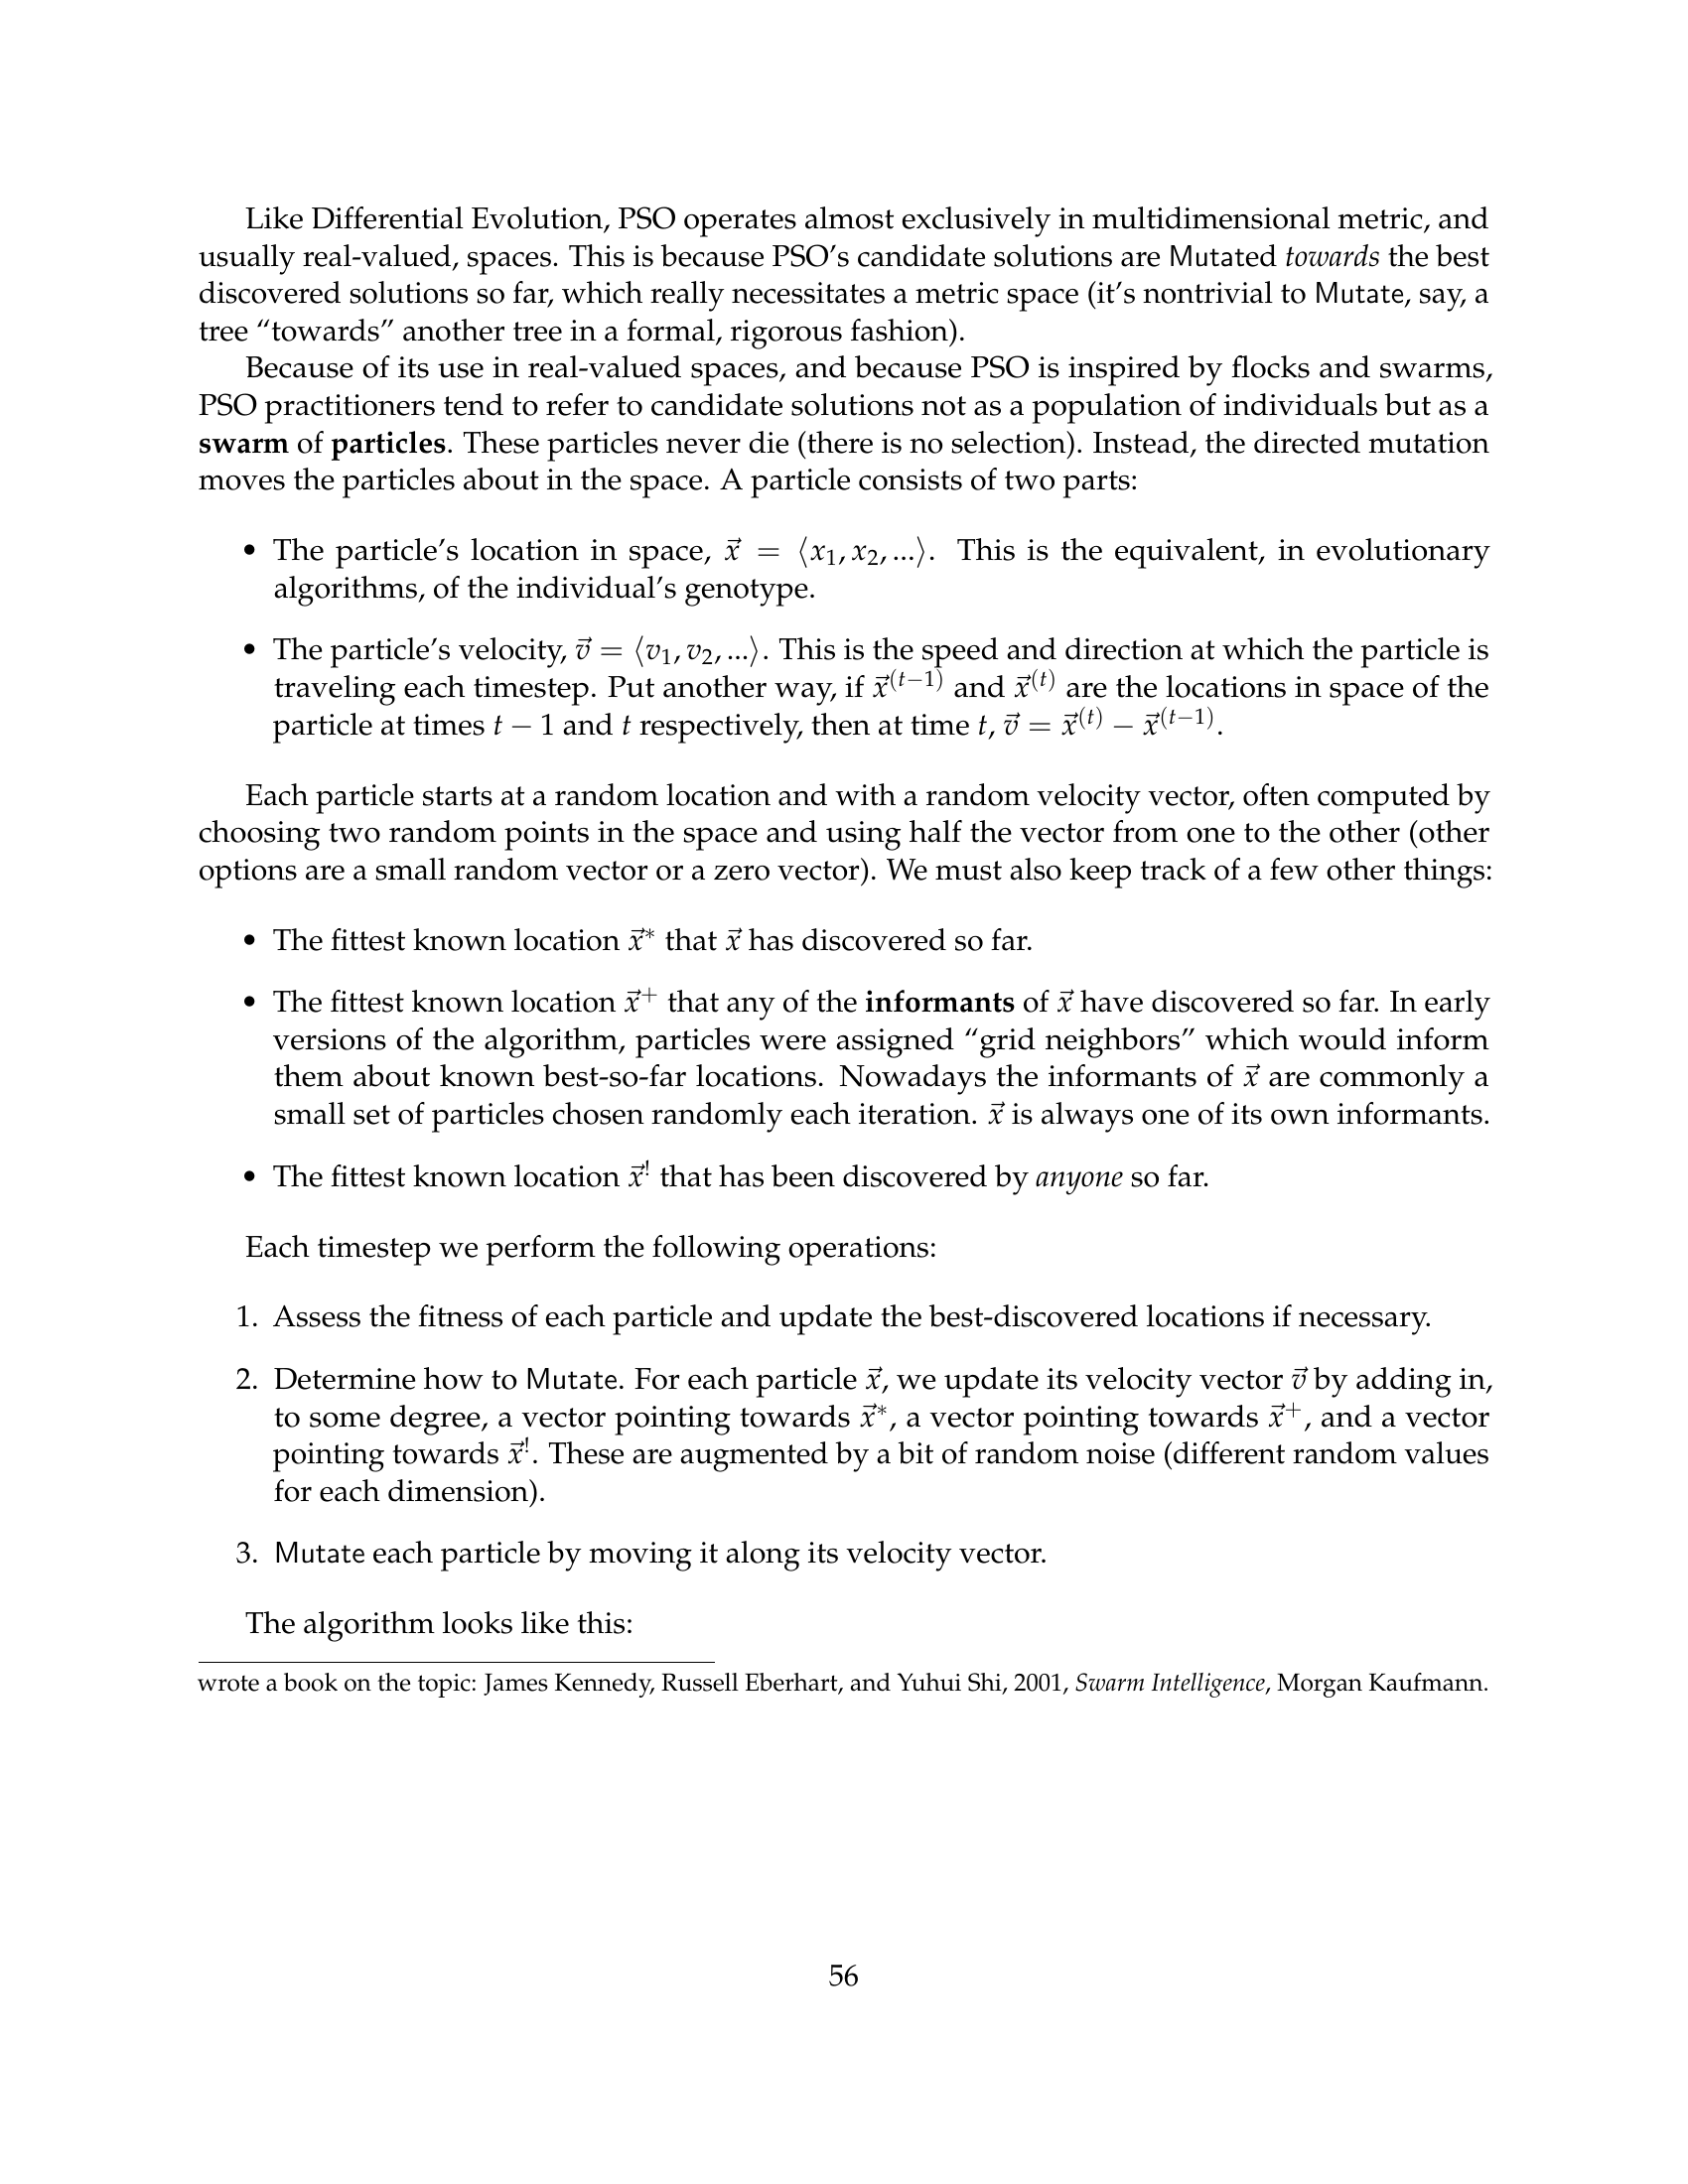 Like Differential Evolution, PSO operates almost exclusively in multidimensional metric, and
usually real-valued, spaces. This is because PSO’s candidate solutions are Mutated towards the best
discovered solutions so far, which really necessitates a metric space (it’s nontrivial to Mutate, say, a
tree “towards” another tree in a formal, rigorous fashion).
Because of its use in real-valued spaces, and because PSO is inspired by flocks and swarms,
PSO practitioners tend to refer to candidate solutions not as a population of individuals but as a
swarm of particles. These particles never die (there is no selection). Instead, the directed mutation
moves the particles about in the space. A particle consists of two parts:
• The particle’s location in space, x⃗ = ⟨x₁, x₂, ...⟩. This is the equivalent, in evolutionary
algorithms, of the individual’s genotype.
• The particle’s velocity, v⃗ = ⟨v₁, v₂, ...⟩. This is the speed and direction at which the particle is
traveling each timestep. Put another way, if x⃗⁽ᵗ⁻¹⁾ and x⃗⁽ᵗ⁾ are the locations in space of the
particle at times t − 1 and t respectively, then at time t, v⃗ = x⃗⁽ᵗ⁾ − x⃗⁽ᵗ⁻¹⁾.
Each particle starts at a random location and with a random velocity vector, often computed by
choosing two random points in the space and using half the vector from one to the other (other
options are a small random vector or a zero vector). We must also keep track of a few other things:
• The fittest known location x⃗* that x⃗ has discovered so far.
• The fittest known location x⃗⁺ that any of the informants of x⃗ have discovered so far. In early
versions of the algorithm, particles were assigned “grid neighbors” which would inform
them about known best-so-far locations. Nowadays the informants of x⃗ are commonly a
small set of particles chosen randomly each iteration. x⃗ is always one of its own informants.
• The fittest known location x⃗! that has been discovered by anyone so far.
Each timestep we perform the following operations:
1. Assess the fitness of each particle and update the best-discovered locations if necessary.
2. Determine how to Mutate. For each particle x⃗, we update its velocity vector v⃗ by adding in,
to some degree, a vector pointing towards x⃗*, a vector pointing towards x⃗⁺, and a vector
pointing towards x⃗!. These are augmented by a bit of random noise (different random values
for each dimension).
3. Mutate each particle by moving it along its velocity vector.
The algorithm looks like this:
wrote a book on the topic: James Kennedy, Russell Eberhart, and Yuhui Shi, 2001, Swarm Intelligence, Morgan Kaufmann.
56